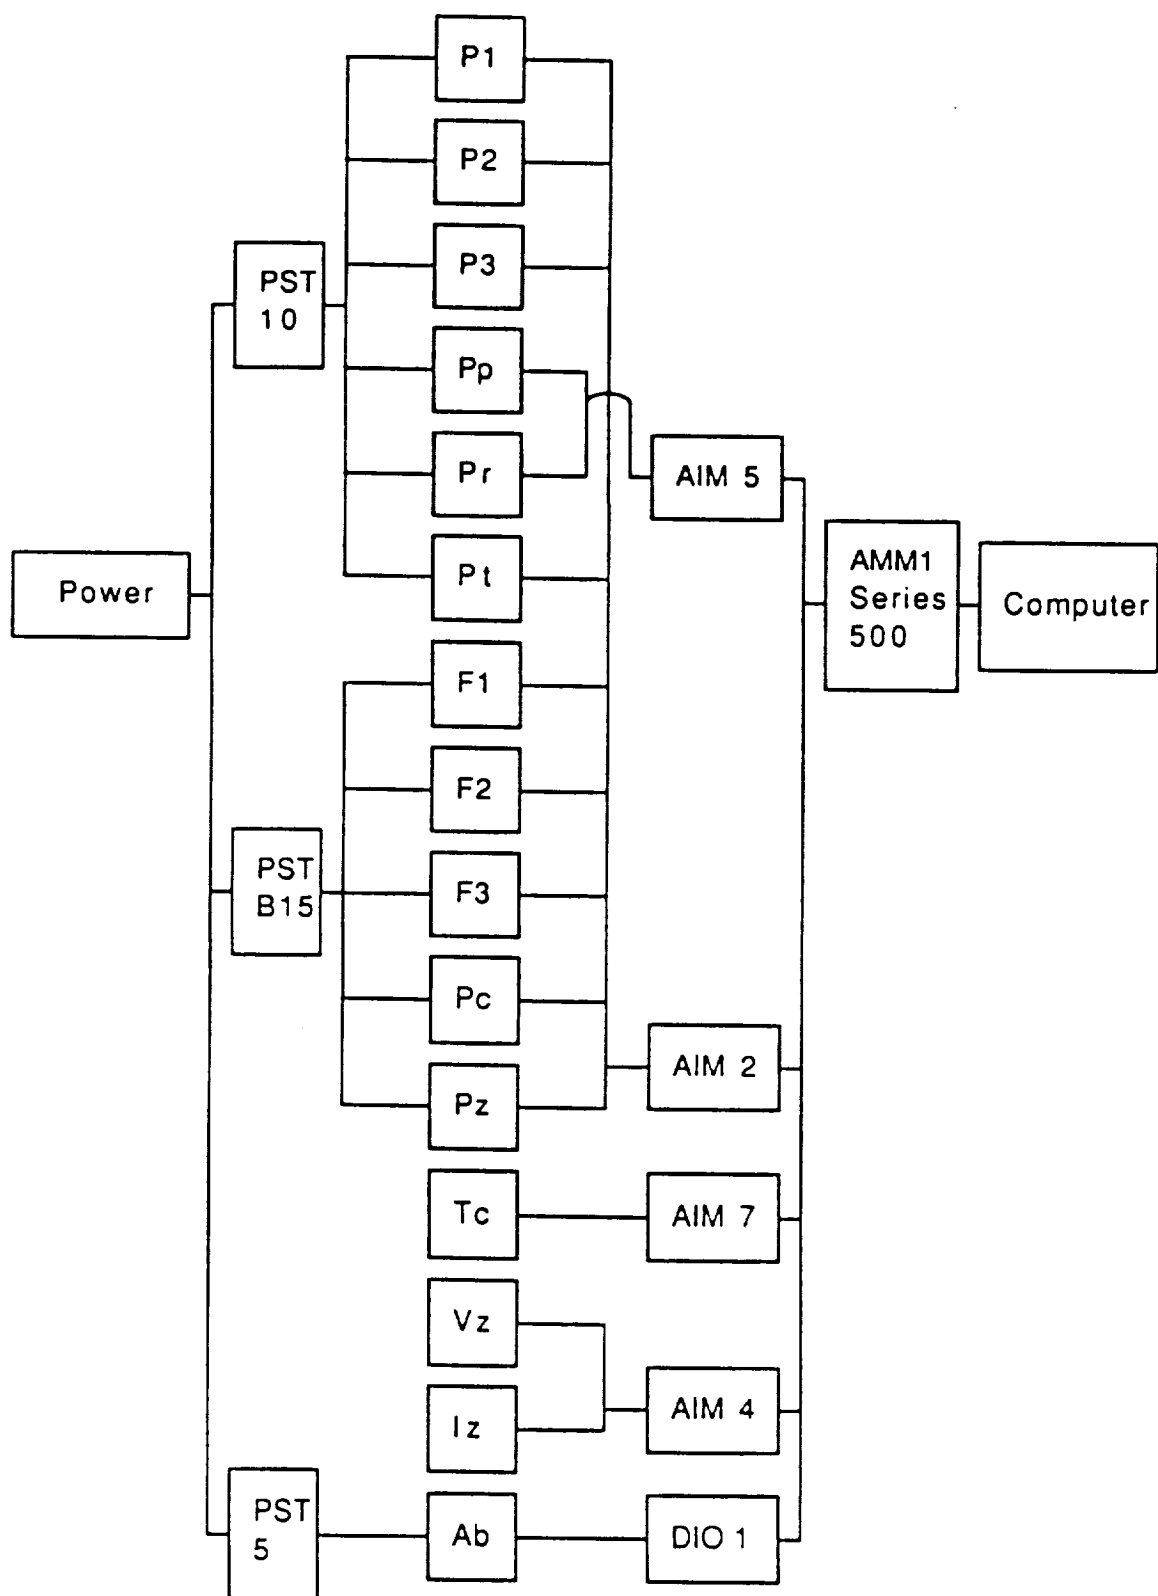 P1
P2
P3
PST
10
Pp
Pr
AIM 5
Pt
Power
AMM1
Series
500
Computer
F1
F2
PST
B15
F3
Pc
AIM 2
Pz
Tc
AIM 7
Vz
Iz
AIM 4
PST
5
Ab
DIO 1